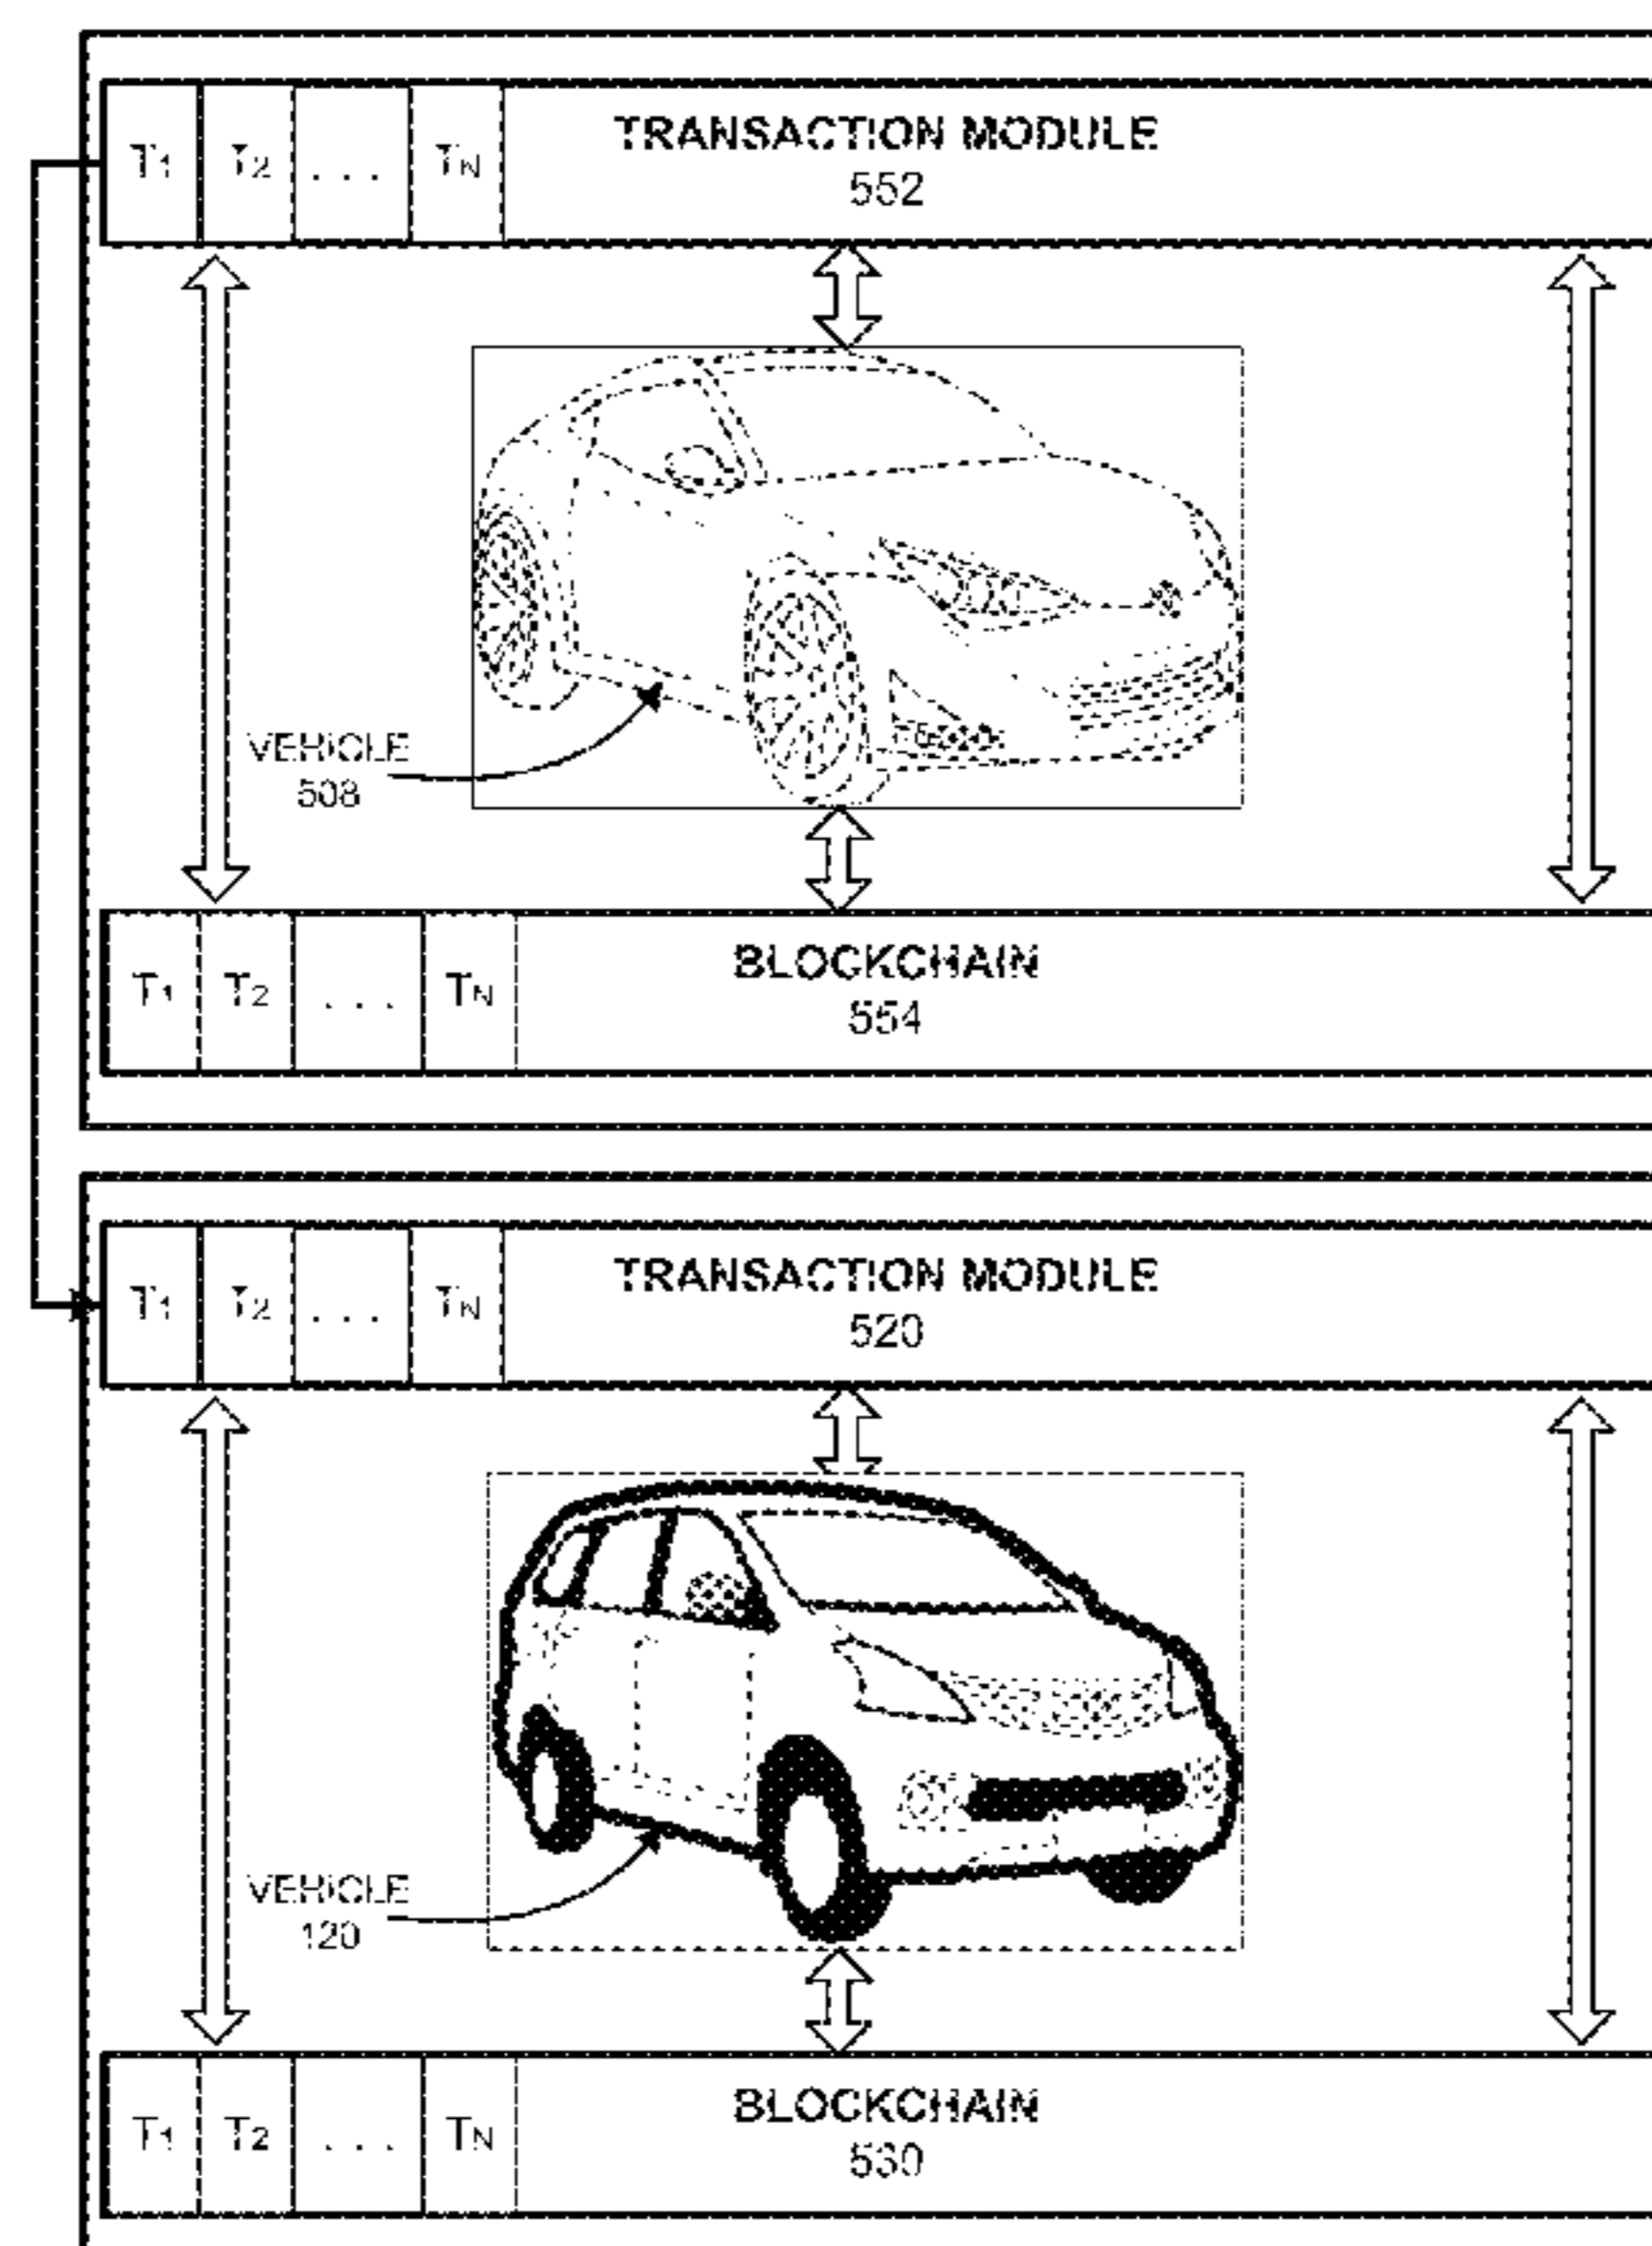 T1 T2 . . . TN TRANSACTION MODULE
552
VEHICLE
508
T1 T2 . . . TN BLOCKCHAIN
554
T1 T2 . . . TN TRANSACTION MODULE
520
VEHICLE
120
T1 T2 . . . TN BLOCKCHAIN
530